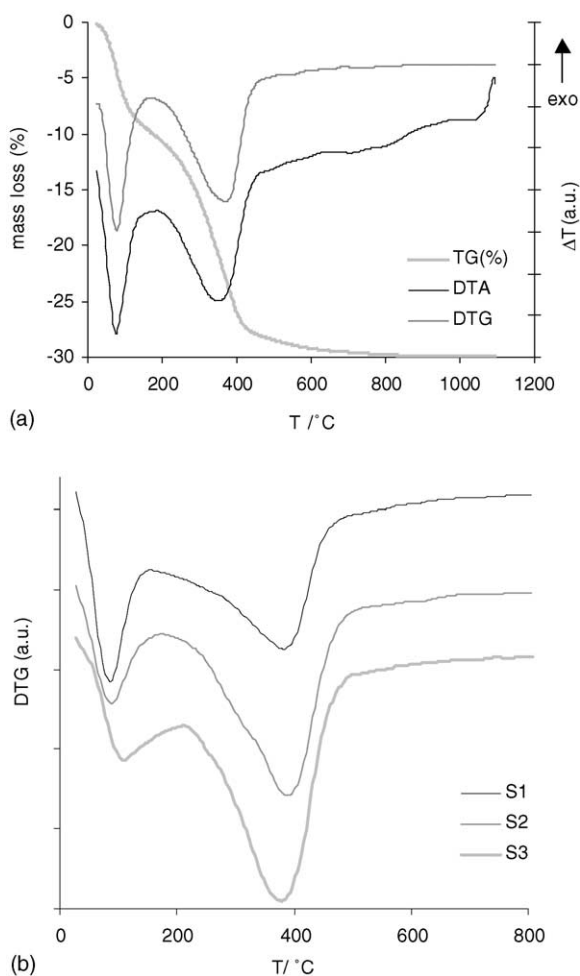 0
-5
-10
-15
-20
-25
-30
mass loss (%)
exo
ΔT (a.u.)
TG(%)
DTA
DTG
0 200 400 600 800 1000 1200
T /˚C
(a)
DTG (a.u.)
S1
S2
S3
0 200 400 600 800
T/ ˚C
(b)